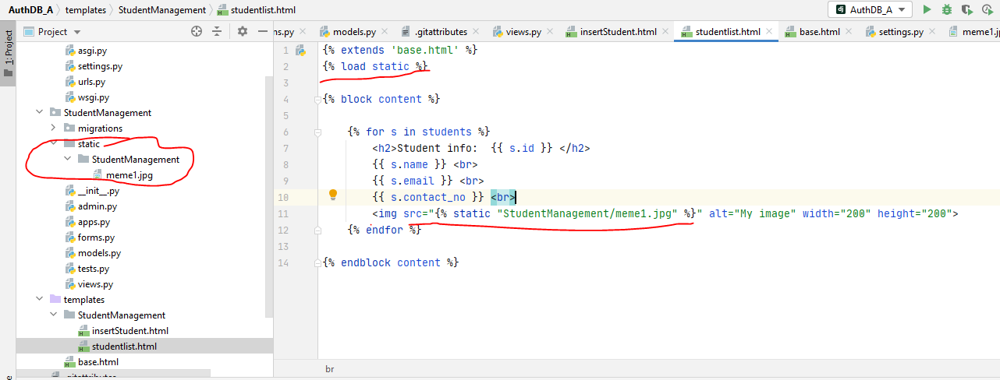 AuthDB_A > templates > StudentManagement > studentlist.html
AuthDB_A
1: Project
Project
ns.py
models.py
.gitattributes
views.py
insertStudent.html
studentlist.html
base.html
settings.py
meme1.j
asgi.py
settings.py
urls.py
wsgi.py
StudentManagement
migrations
static
StudentManagement
meme1.jpg
__init__.py
admin.py
apps.py
forms.py
models.py
tests.py
views.py
templates
StudentManagement
insertStudent.html
studentlist.html
base.html
.gitattributes
1 {% extends 'base.html' %}
2 {% load static %}
3
4 {% block content %}
5
6 {% for s in students %}
7 <h2>Student info:  {{ s.id }} </h2>
8 {{ s.name }} <br>
9 {{ s.email }} <br>
10 {{ s.contact_no }} <br>
11 <img src="{% static "StudentManagement/meme1.jpg" %}" alt="My image" width="200" height="200">
12 {% endfor %}
13
14 {% endblock content %}
br